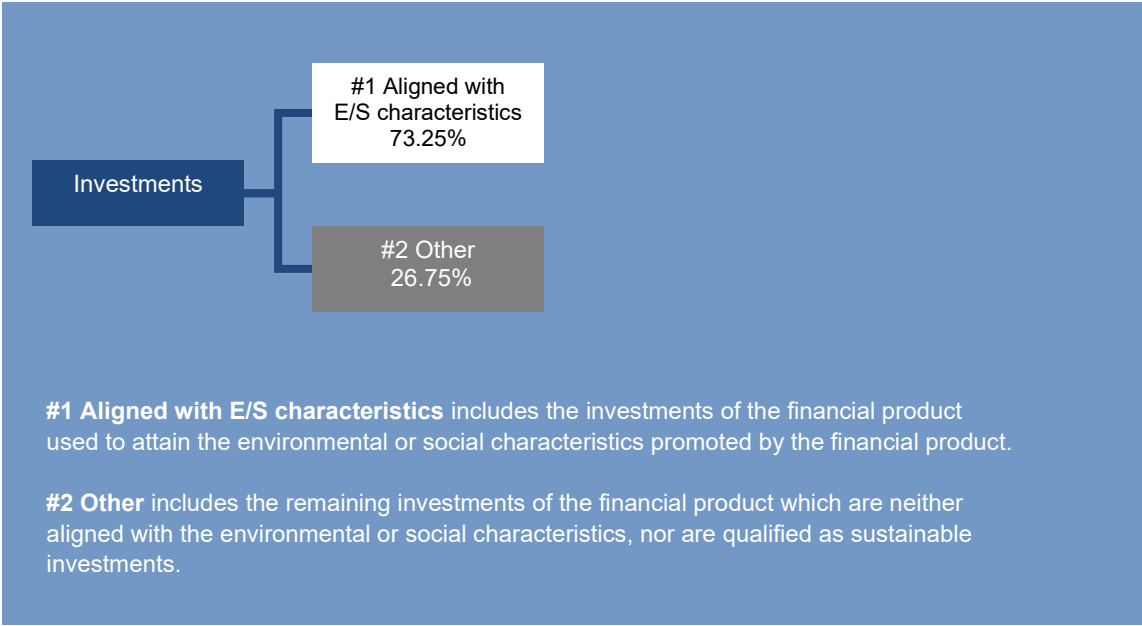 #1 Aligned with
E/S characteristics
73.25%
Investments
#2 Other
26.75%
#1 Aligned with E/S characteristics includes the investments of the financial product
used to attain the environmental or social characteristics promoted by the financial product.
#2 Other includes the remaining investments of the financial product which are neither
aligned with the environmental or social characteristics, nor are qualified as sustainable
investments.